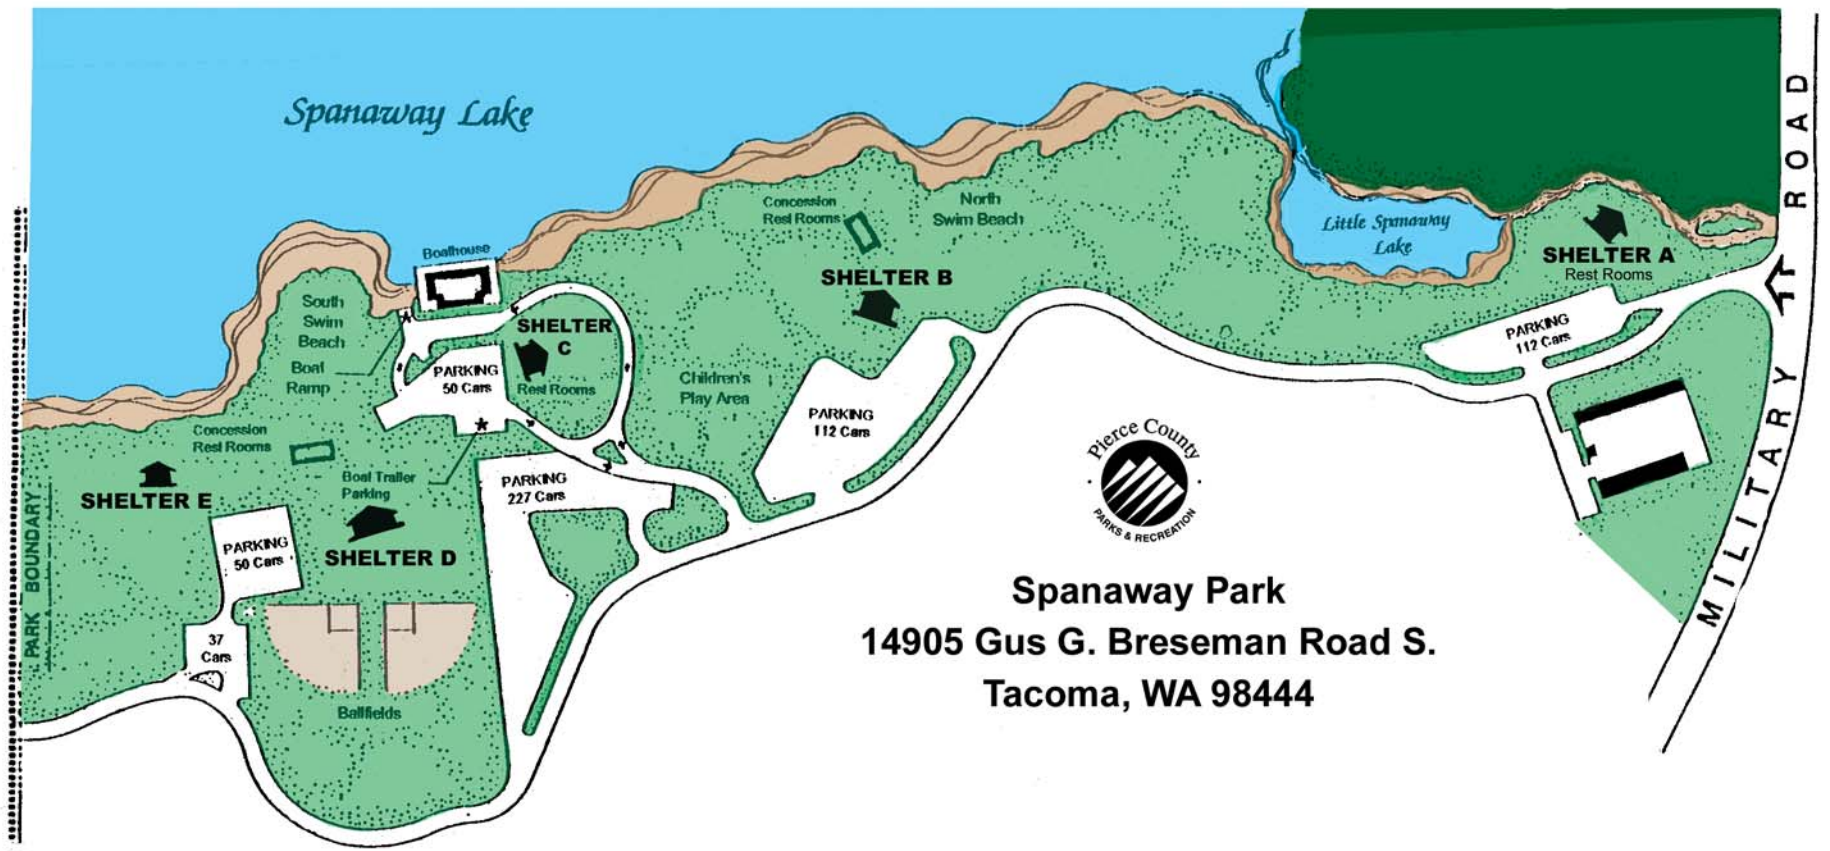 Spanaway Lake
ROAD
Concession
Rest Rooms
North
Swim Beach
Little Spanaway
Lake
SHELTER A
Rest Rooms
Boathouse
SHELTER B
South
Swim
Beach
SHELTER
C
Rest Rooms
Boat
Ramp
PARKING
50 Cars
PARKING
112 Cars
Children's
Play Area
PARKING
112 Cars
MILITARY
Concession
Rest Rooms
Boat Trailer
Parking
PARKING
227 Cars
Pierce County
PARKS & RECREATION
SHELTER E
SHELTER D
PARKING
50 Cars
PARK BOUNDARY
37
Cars
Ballfields
Spanaway Park
14905 Gus G. Breseman Road S.
Tacoma, WA 98444